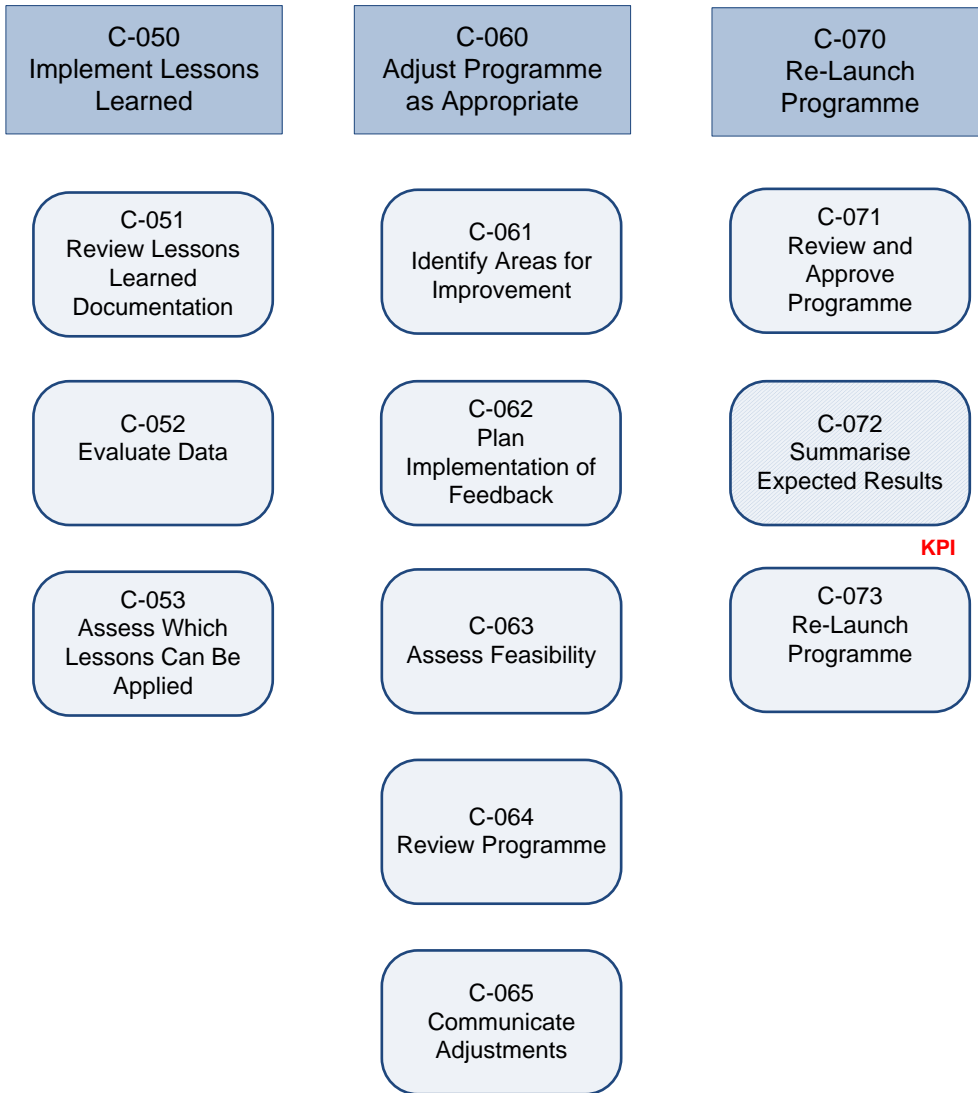 C-050
Implement Lessons
Learned
C-051
Review Lessons
Learned
Documentation
C-052
Evaluate Data
C-053
Assess Which
Lessons Can Be
Applied
C-060
Adjust Programme
as Appropriate
C-061
Identify Areas for
Improvement
C-062
Plan
Implementation of
Feedback
C-063
Assess Feasibility
C-064
Review Programme
C-065
Communicate
Adjustments
C-070
Re-Launch
Programme
C-071
Review and
Approve
Programme
C-072
Summarise
Expected Results
KPI
C-073
Re-Launch
Programme